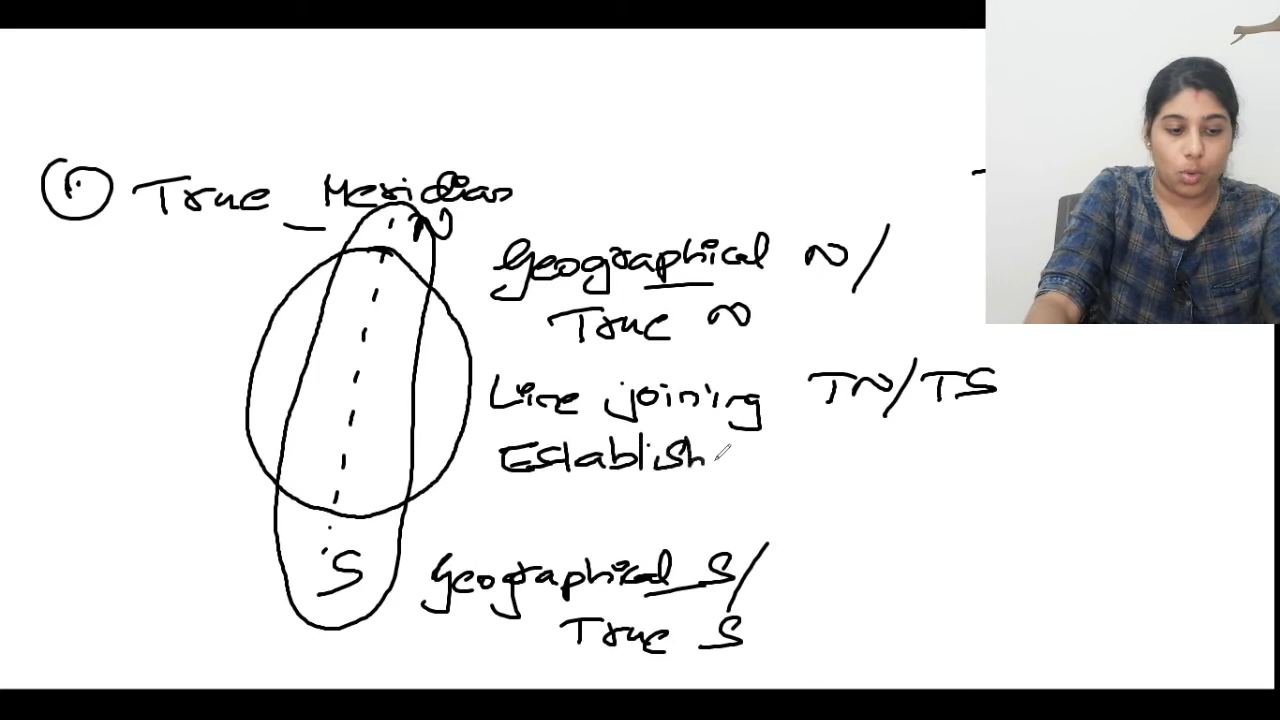 1. True Meridian
N
Geographical N/
True N
Line joining TN/TS
Establish
S
Geographical S/
True S